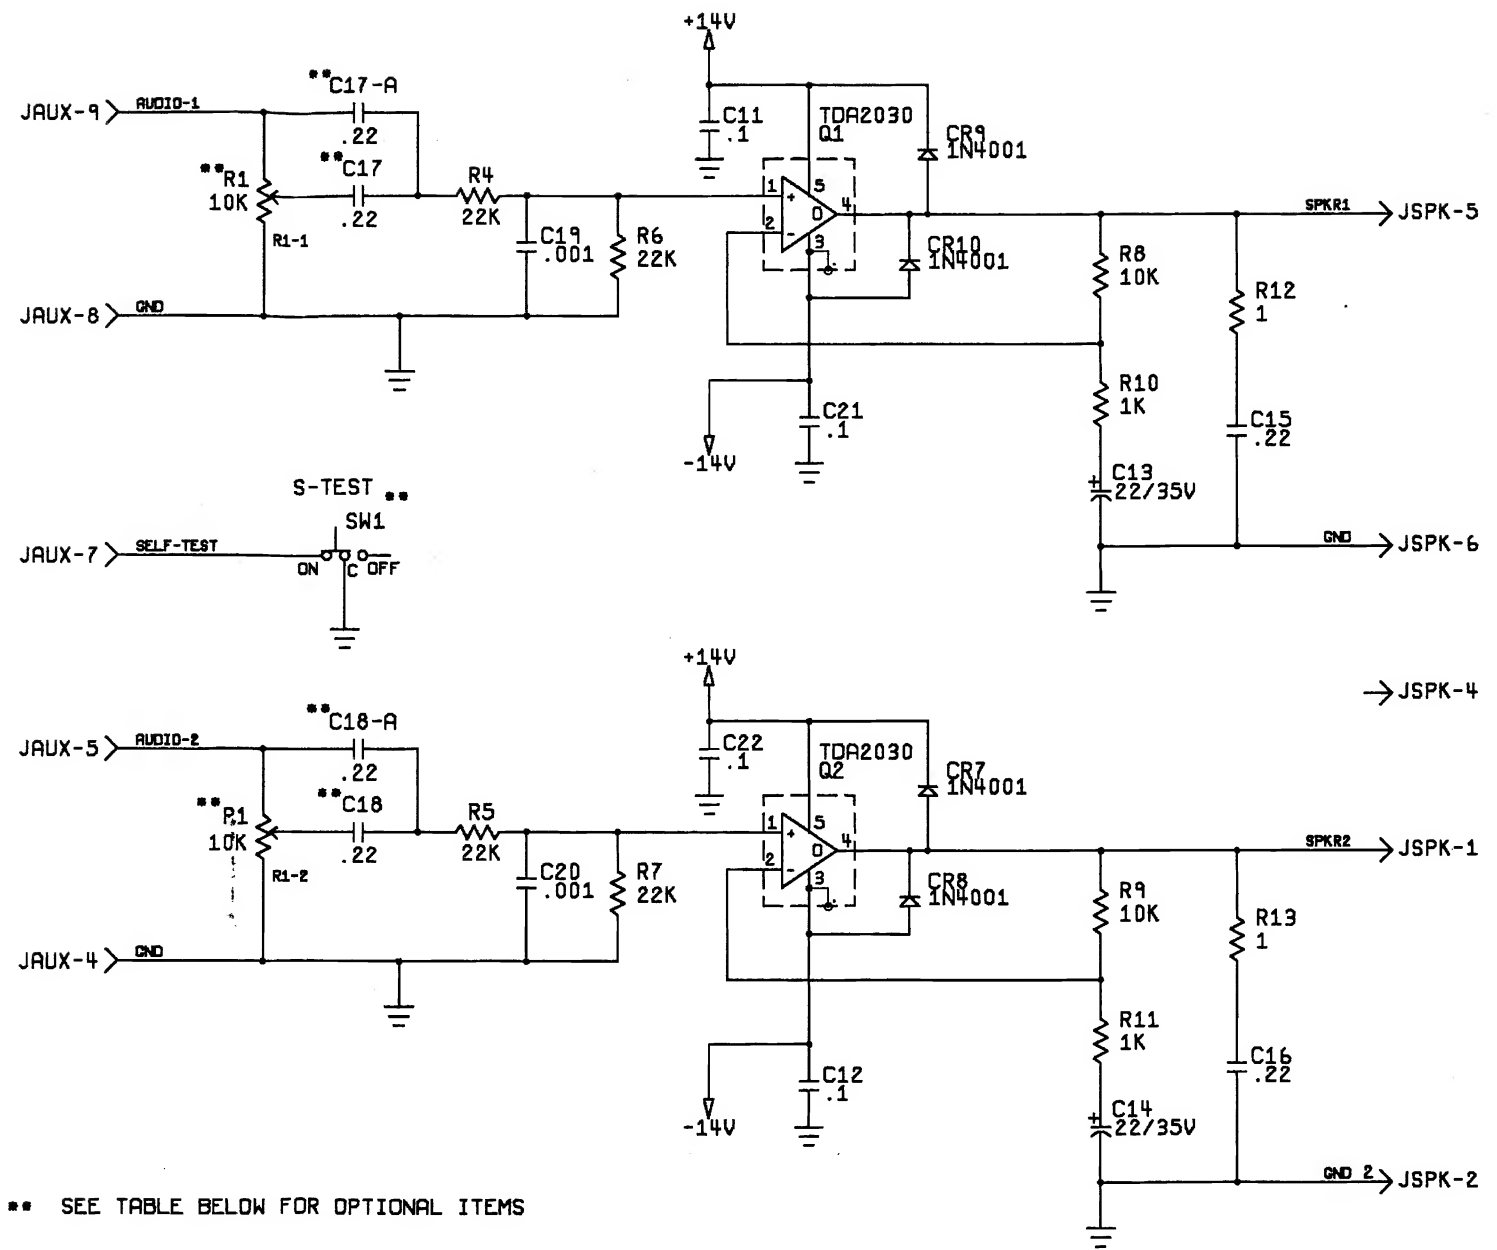 +14V
** C17-A
JAUX-9 AUDIO-1
.22
C11
.1
TDA2030
Q1
CR9
1N4001
** C17
** R1
10K
.22
R4
22K
1
5
+
O
4
2
-
3
SPKR1 JSPK-5
R1-1
C19
.001
R6
22K
CR10
1N4001
R8
10K
R12
1
JAUX-8 GND
R10
1K
C21
.1
C15
.22
-14V
C13
+
22/35V
S-TEST **
SW1
JAUX-7 SELF-TEST
ON C OFF
GND JSPK-6
+14V
JSPK-4
** C18-A
JAUX-5 AUDIO-2
.22
C22
.1
TDA2030
Q2
CR7
1N4001
** C18
** R1
10K
.22
R5
22K
1
5
+
O
4
2
-
3
SPKR2 JSPK-1
R1-2
C20
.001
R7
22K
CR8
1N4001
R9
10K
R13
1
JAUX-4 GND
R11
1K
C12
.1
C16
.22
-14V
C14
+
22/35V
GND 2 JSPK-2
** SEE TABLE BELOW FOR OPTIONAL ITEMS